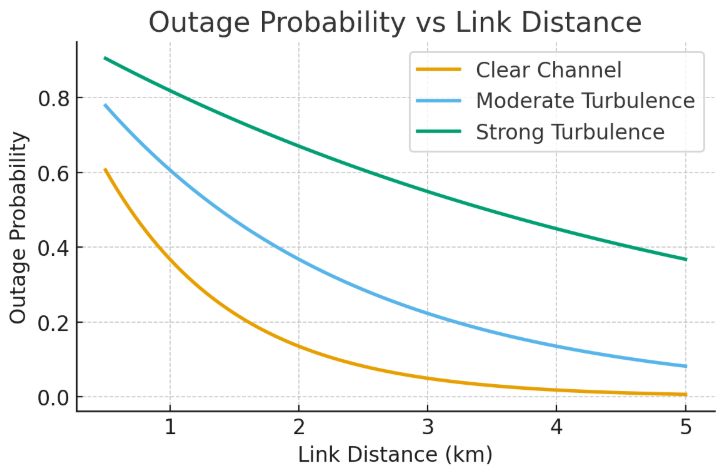 Outage Probability vs Link Distance
Clear Channel
Moderate Turbulence
Strong Turbulence
Outage Probability
0.8
0.6
0.4
0.2
0.0
1 2 3 4 5
Link Distance (km)